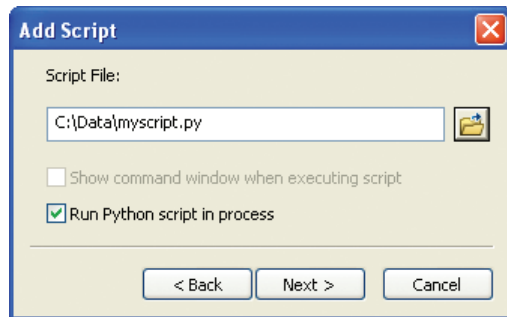 Add Script
Script File:
C:\Data\myscript.py
Show command window when executing script
Run Python script in process
< Back Next > Cancel